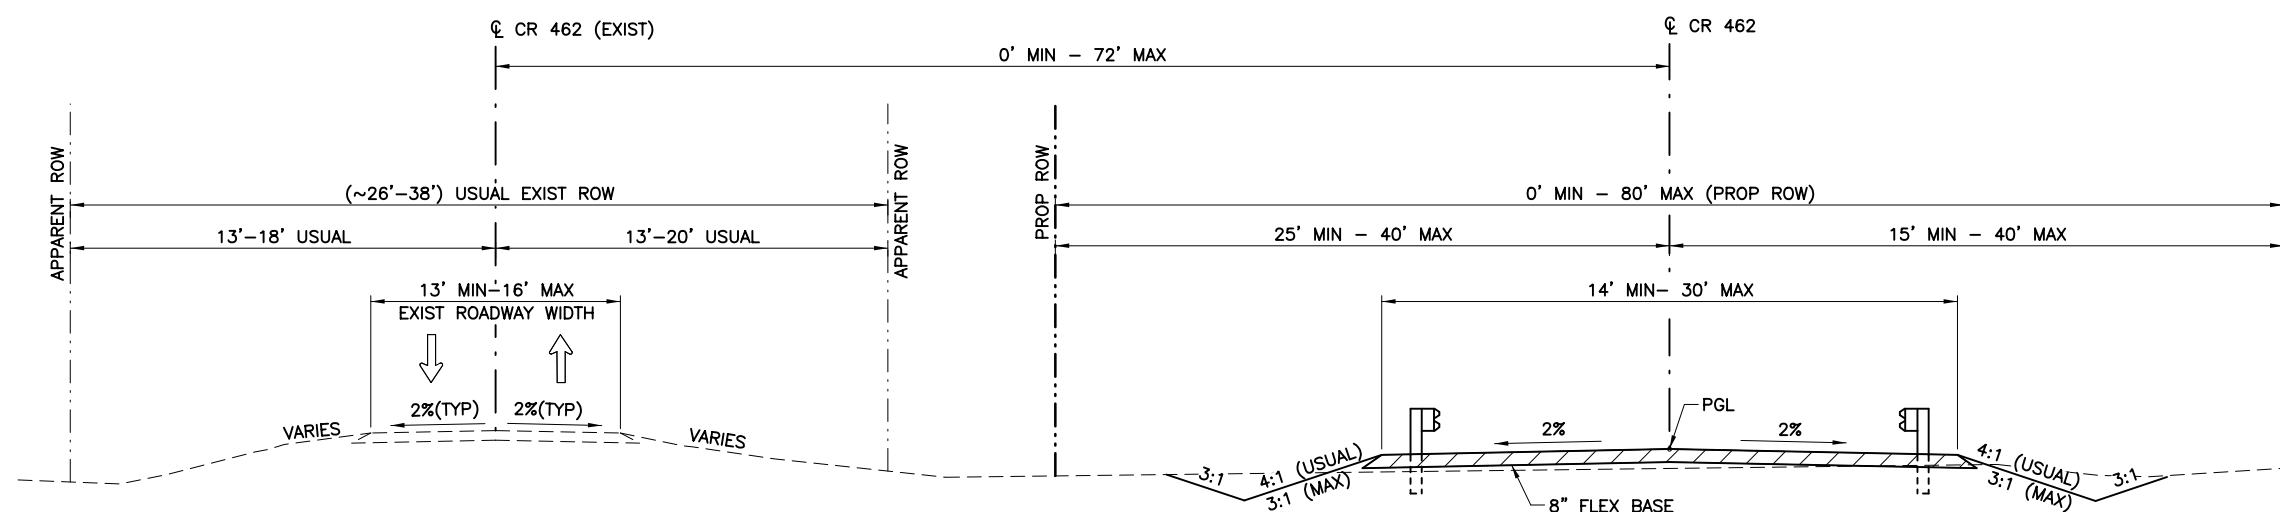 ℄ CR 462 (EXIST)
℄ CR 462
0' MIN - 72' MAX
APPARENT ROW
(~26'-38') USUAL EXIST ROW
APPARENT ROW
PROP ROW
0' MIN - 80' MAX (PROP ROW)
13'-18' USUAL
13'-20' USUAL
25' MIN - 40' MAX
15' MIN - 40' MAX
13' MIN-16' MAX
EXIST ROADWAY WIDTH
14' MIN- 30' MAX
2%(TYP)
2%(TYP)
VARIES
VARIES
PGL
2%
2%
3:1
4:1 (USUAL)
3:1 (MAX)
4:1 (USUAL)
3:1 (MAX)
3:1
8" FLEX BASE